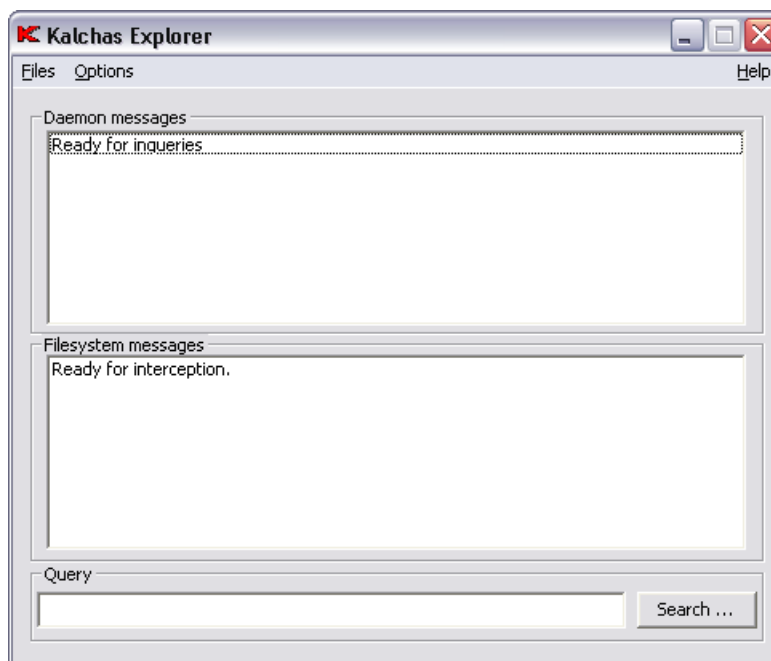 Kalchas Explorer
Files Options Help
Daemon messages
Ready for inqueries
Filesystem messages
Ready for interception.
Query
Search ...